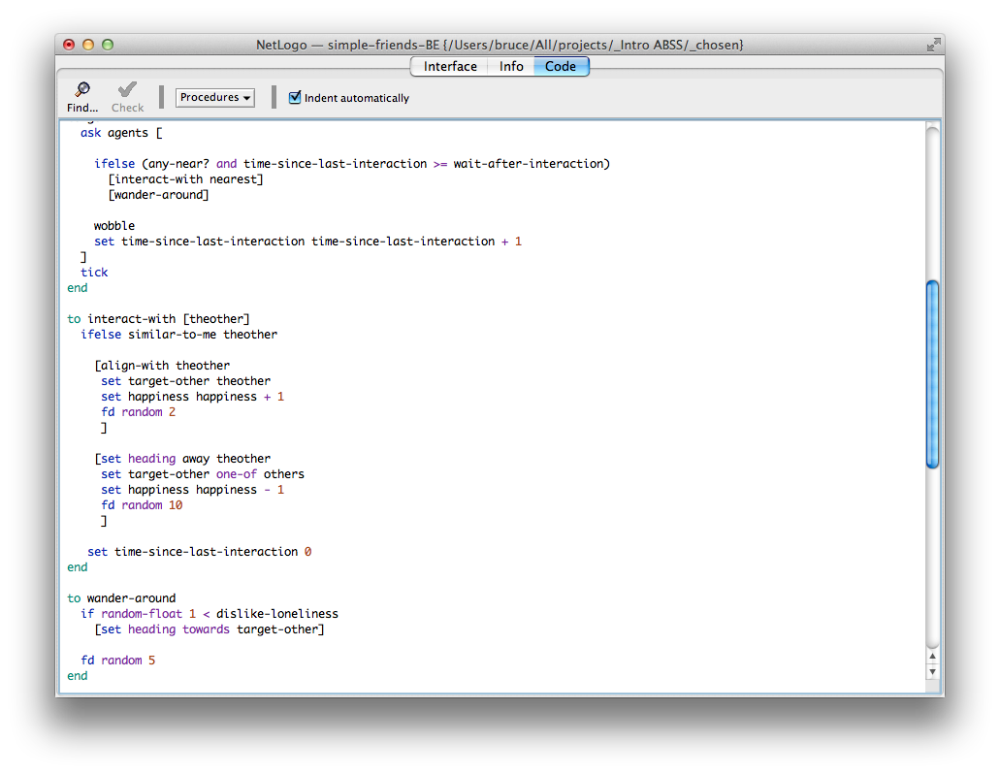 NetLogo — simple-friends-BE {/Users/bruce/All/projects/_Intro ABSS/_chosen}
Interface Info Code
Find... Check Procedures Indent automatically
ask agents [
ifelse (any-near? and time-since-last-interaction >= wait-after-interaction)
[interact-with nearest]
[wander-around]
wobble
set time-since-last-interaction time-since-last-interaction + 1
]
tick
end
to interact-with [theother]
ifelse similar-to-me theother
[align-with theother
set target-other theother
set happiness happiness + 1
fd random 2
]
[set heading away theother
set target-other one-of others
set happiness happiness - 1
fd random 10
]
set time-since-last-interaction 0
end
to wander-around
if random-float 1 < dislike-loneliness
[set heading towards target-other]
fd random 5
end